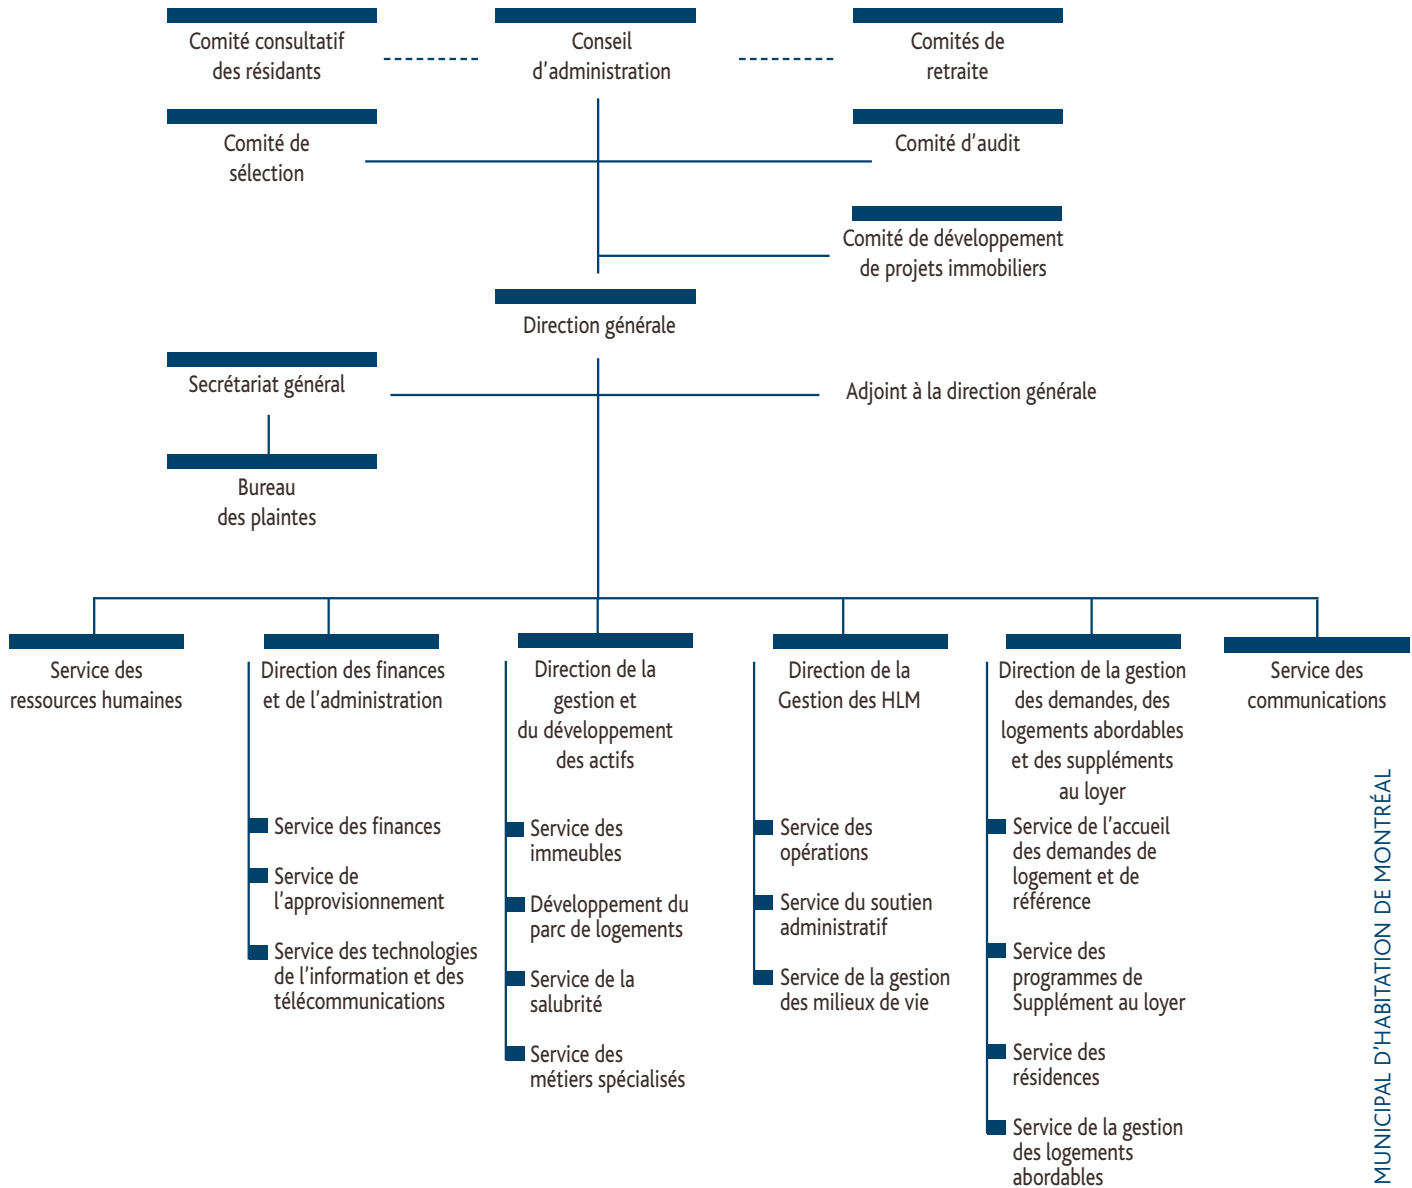 Comité consultatif
des résidants
Conseil
d'administration
Comités de
retraite
Comité de
sélection
Comité d'audit
Comité de développement
de projets immobiliers
Direction générale
Secrétariat général
Adjoint à la direction générale
Bureau
des plaintes
Service des
ressources humaines
Direction des finances
et de l'administration
Service des finances
Service de
l'approvisionnement
Service des technologies
de l'information et des
télécommunications
Direction de la
gestion et
du développement
des actifs
Service des
immeubles
Développement du
parc de logements
Service de la
salubrité
Service des
métiers spécialisés
Direction de la
Gestion des HLM
Service des
opérations
Service du soutien
administratif
Service de la gestion
des milieux de vie
Direction de la gestion
des demandes, des
logements abordables
et des suppléments
au loyer
Service de l'accueil
des demandes de
logement et de
référence
Service des
programmes de
Supplément au loyer
Service des
résidences
Service de la gestion
des logements
abordables
Service des
communications
MUNICIPAL D'HABITATION DE MONTRÉAL